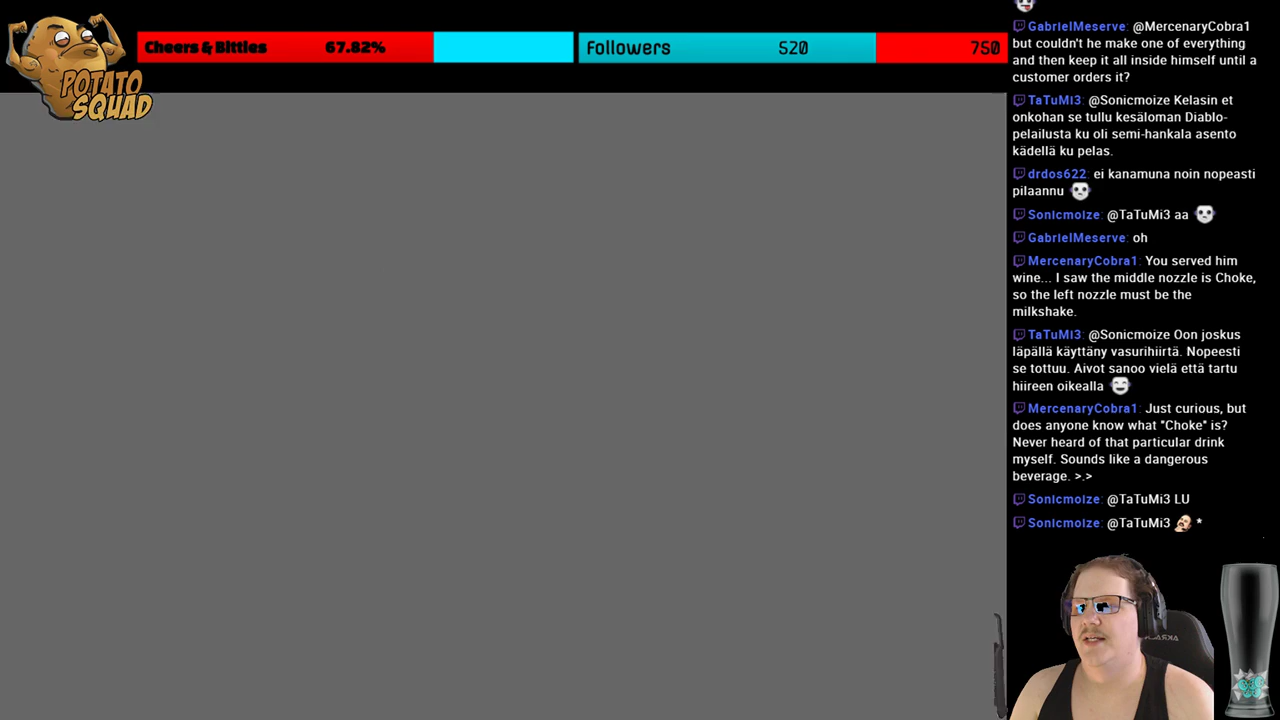 POTATO
SQUAD
Cheers & Bitties 67.82%
Followers 520 750
GabrielMeserve: @MercenaryCobra1
but couldn't he make one of everything
and then keep it all inside himself until a
customer orders it?
TaTuMi3: @Sonicmoize Kelasin et
onkohan se tullu kesäloman Diablo-
pelailusta ku oli semi-hankala asento
kädellä ku pelas.
drdos622: ei kanamuna noin nopeasti
pilaannu
Sonicmoize: @TaTuMi3 aa
GabrielMeserve: oh
MercenaryCobra1: You served him
wine... I saw the middle nozzle is Choke,
so the left nozzle must be the
milkshake.
TaTuMi3: @Sonicmoize Oon joskus
läpällä käyttäny vasurihiirtä. Nopeesti
se tottuu. Aivot sanoo vielä että tartu
hiireen oikealla
MercenaryCobra1: Just curious, but
does anyone know what "Choke" is?
Never heard of that particular drink
myself. Sounds like a dangerous
beverage. >.>
Sonicmoize: @TaTuMi3 LU
Sonicmoize: @TaTuMi3 *